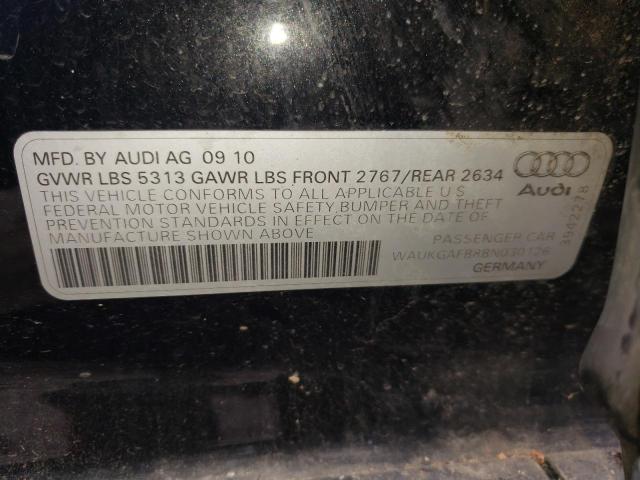 MFD. BY AUDI AG 09 10
GVWR LBS 5313 GAWR LBS FRONT 2767/REAR 2634
THIS VEHICLE CONFORMS TO ALL APPLICABLE U S
FEDERAL MOTOR VEHICLE SAFETY, BUMPER AND THEFT
PREVENTION STANDARDS IN EFFECT ON THE DATE OF
MANUFACTURE SHOWN ABOVE
PASSENGER CAR
WAUKGAFB8BN030126
GERMANY
Audi
3942278